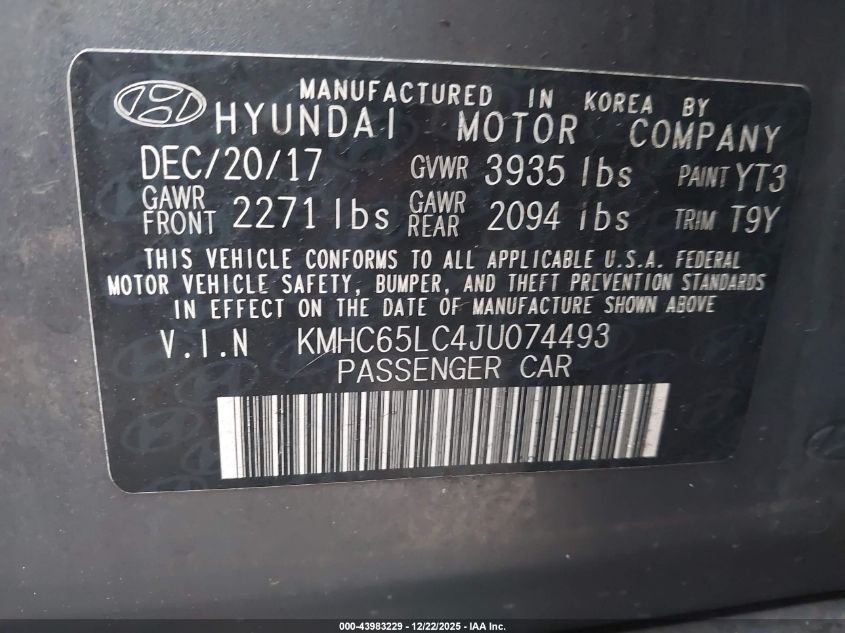 MANUFACTURED IN KOREA BY
HYUNDAI MOTOR COMPANY
DEC/20/17 GVWR 3935 lbs PAINT YT3
GAWR FRONT 2271 lbs GAWR REAR 2094 lbs TRIM T9Y
THIS VEHICLE CONFORMS TO ALL APPLICABLE U.S.A. FEDERAL
MOTOR VEHICLE SAFETY, BUMPER, AND THEFT PREVENTION STANDARDS
IN EFFECT ON THE DATE OF MANUFACTURE SHOWN ABOVE
V.I.N KMHC65LC4JU074493
PASSENGER CAR
000-43983229 - 12/22/2025 - IAA Inc.